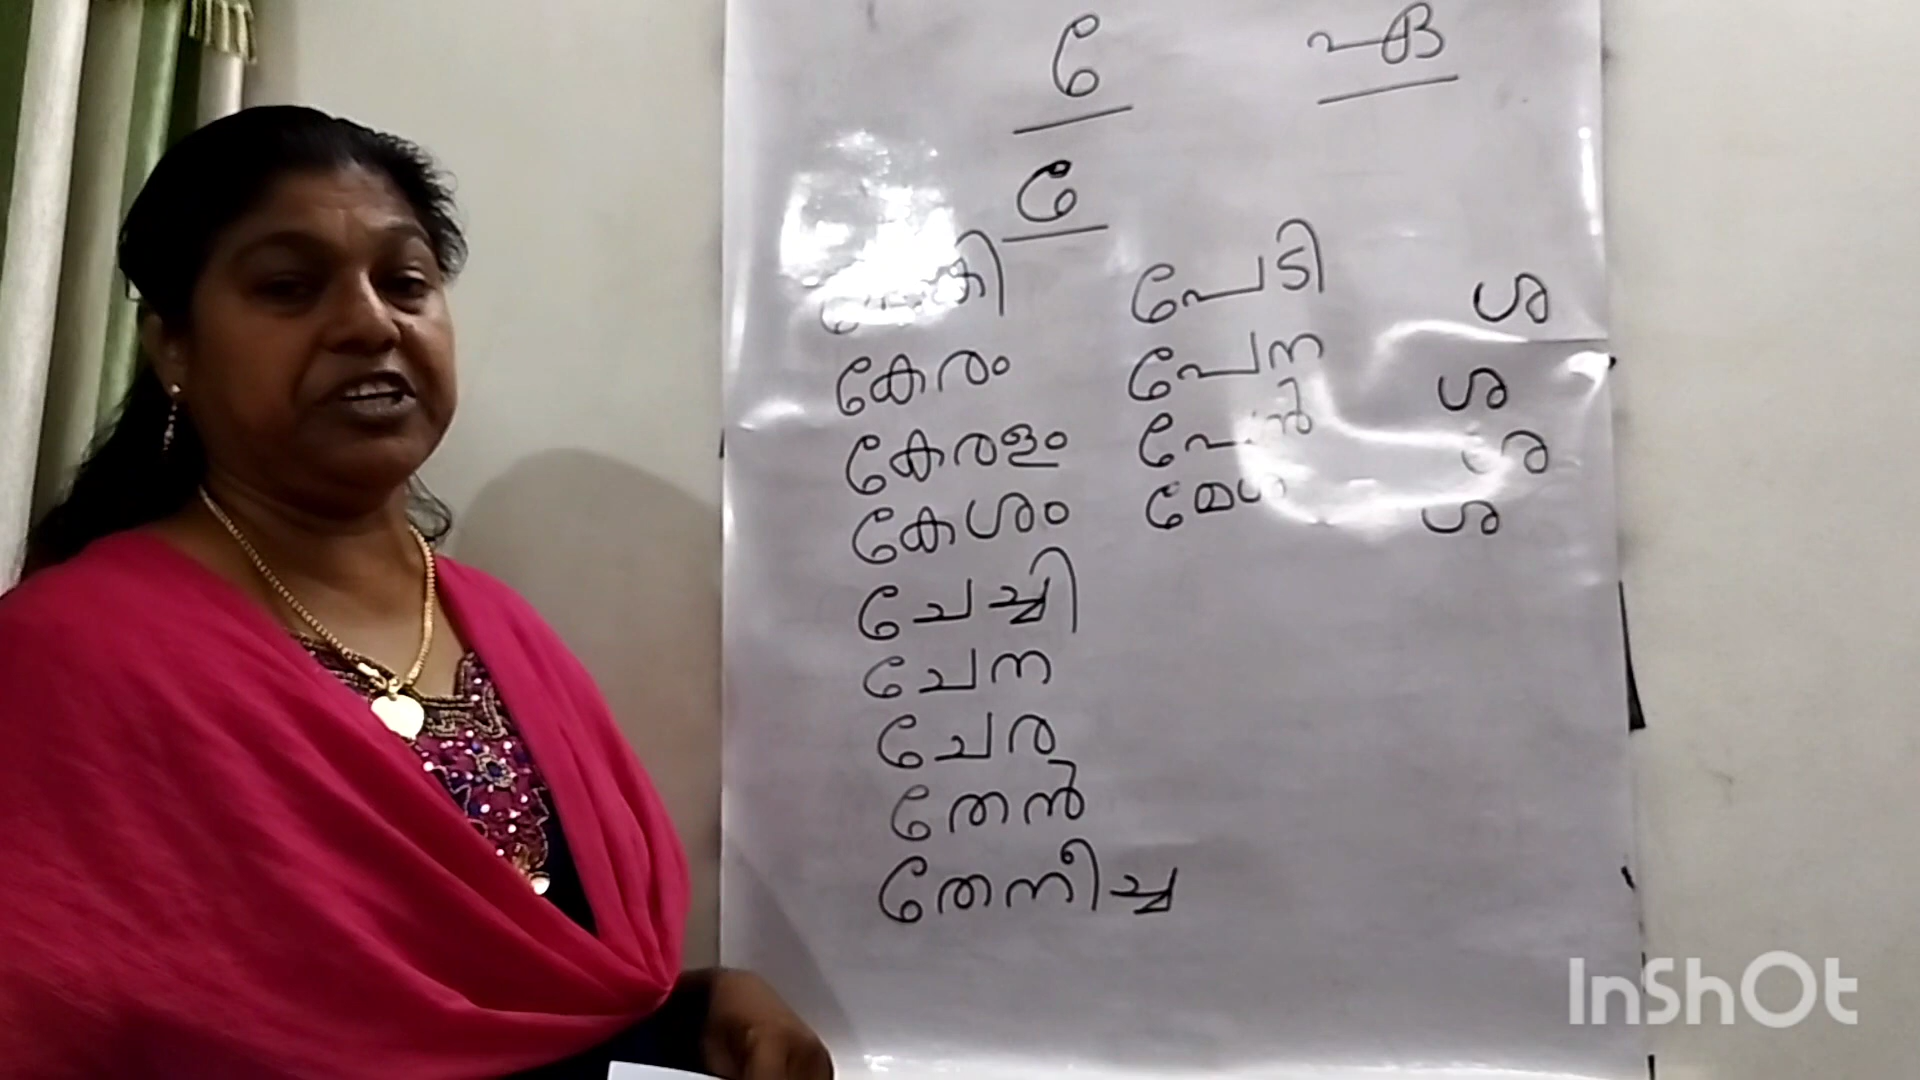 േ ഏ
േ
പേടി ശ
കേരം പേന ശ
കേരളം ശ
കേശം ശ
ചേച്ചി
ചേന
ചേര
തേൻ
തേനീച്ച
InShOt